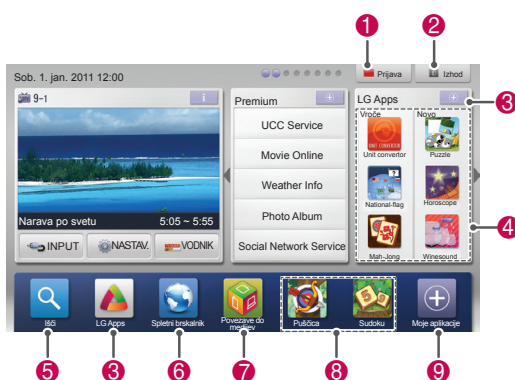 1
2
Sob. 1. jan. 2011 12:00
Prijava
Izhod
9-1
i
Premium
LG Apps
3
UCC Service
Movie Online
Weather Info
Photo Album
Social Network Service
Vroče
Novo
Unit convertor
Puzzle
National-flag
Horoscope
Mah-Jong
Winesound
4
Narava po svetu
5:05 ~ 5:55
INPUT
NASTAV.
VODNIK
Išči
LG Apps
Spletni brskalnik
Povezave do
medijev
Puščica
Sudoku
Moje aplikacije
5
3
6
7
8
9